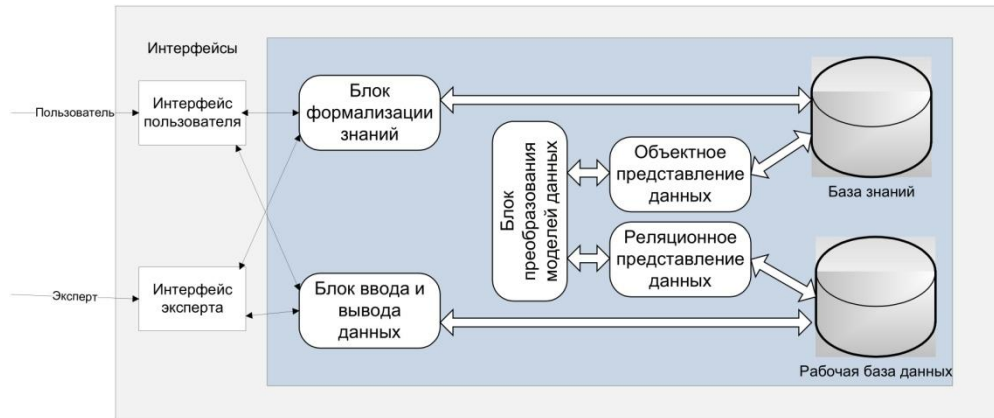 Интерфейсы
Пользователь
Интерфейс
пользователя
Блок
формализации
знаний
Блок
преобразования
моделей данных
Объектное
представление
данных
База знаний
Реляционное
представление
данных
Эксперт
Интерфейс
эксперта
Блок ввода и
вывода
данных
Рабочая база данных